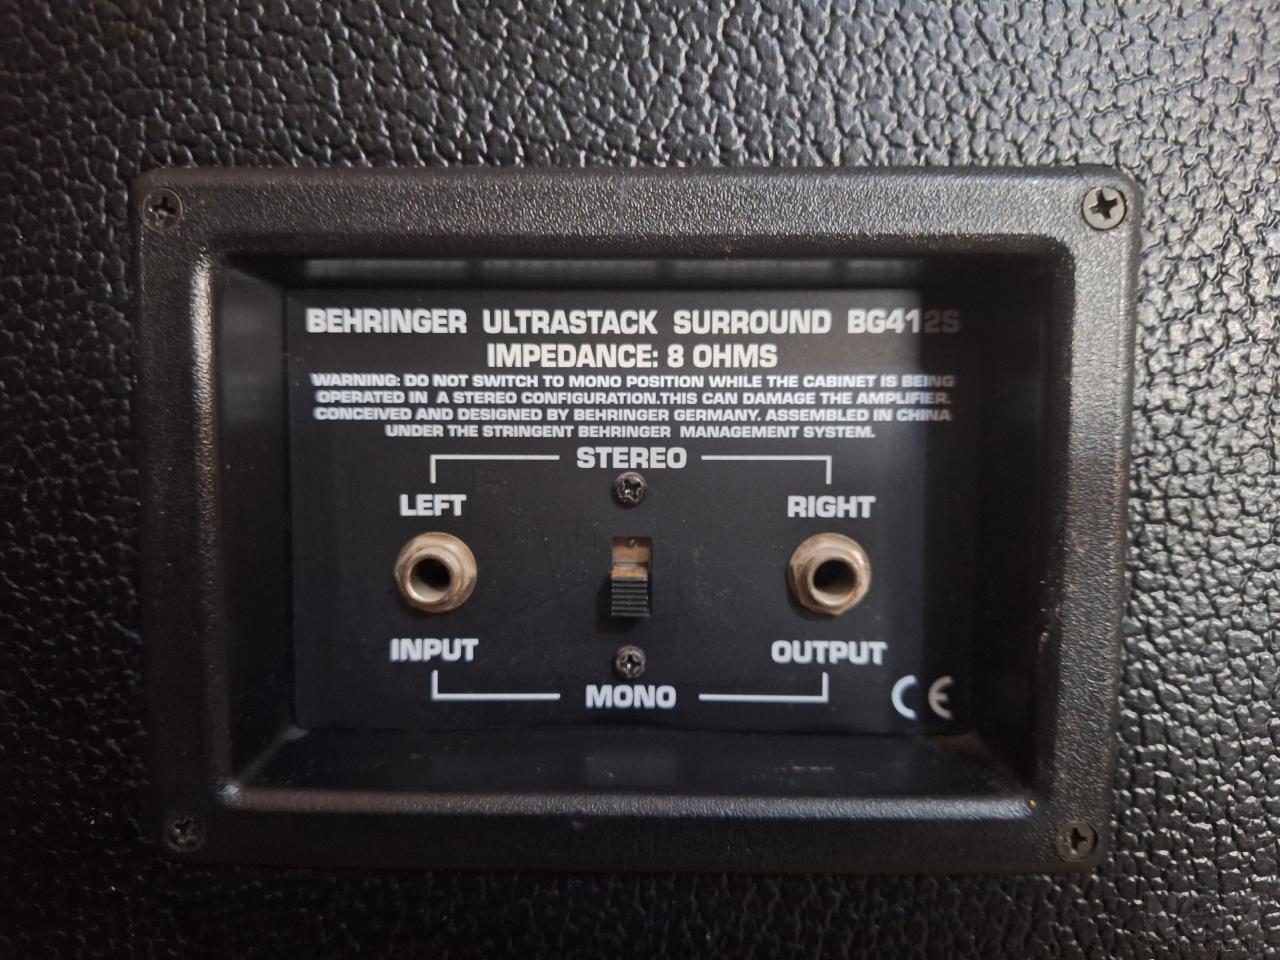 BEHRINGER ULTRASTACK SURROUND BG412S
IMPEDANCE: 8 OHMS
WARNING: DO NOT SWITCH TO MONO POSITION WHILE THE CABINET IS BEING
OPERATED IN A STEREO CONFIGURATION.THIS CAN DAMAGE THE AMPLIFIER.
CONCEIVED AND DESIGNED BY BEHRINGER GERMANY. ASSEMBLED IN CHINA
UNDER THE STRINGENT BEHRINGER MANAGEMENT SYSTEM.
STEREO
LEFT RIGHT
INPUT OUTPUT
MONO
CE